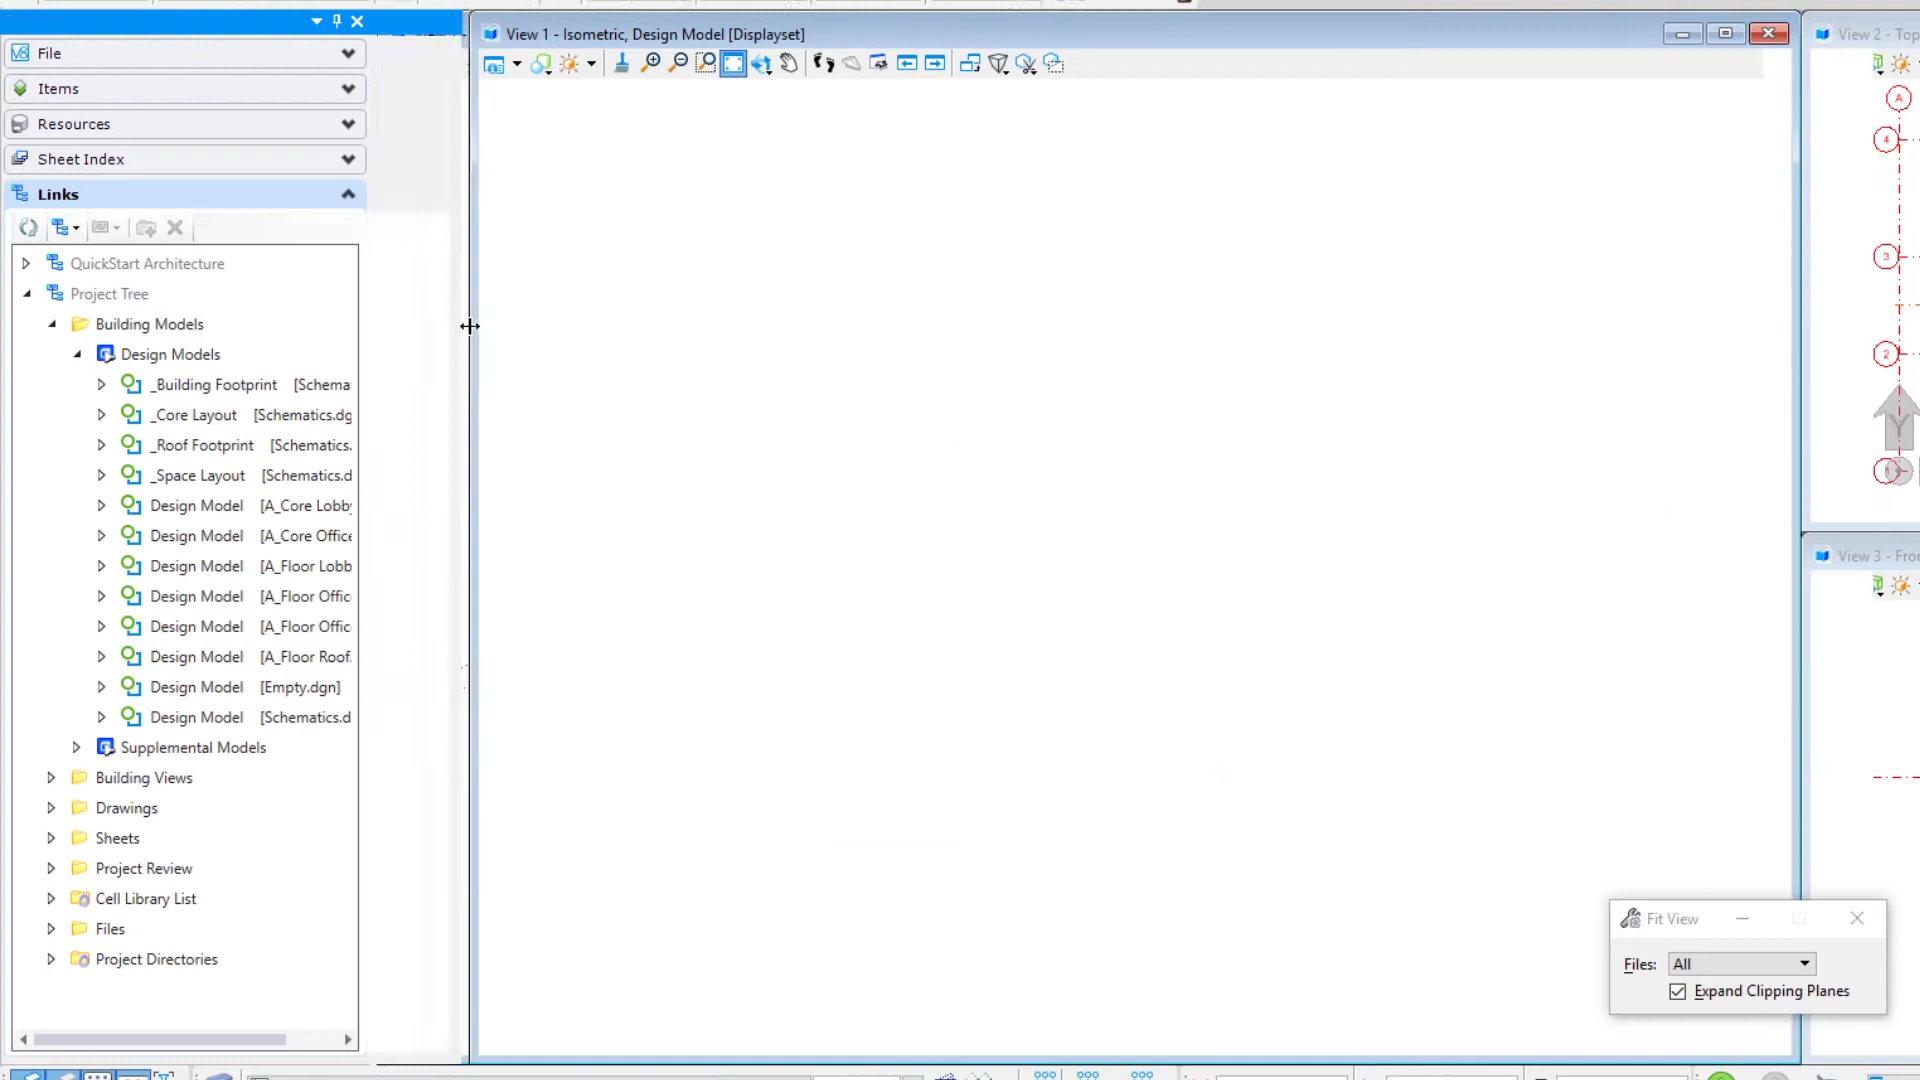 View 1 - Isometric, Design Model [Displayset]
View 2 - Top
File
Items
Resources
Sheet Index
Links
QuickStart Architecture
Project Tree
Building Models
Design Models
_Building Footprint [Schema
_Core Layout [Schematics.dg
_Roof Footprint [Schematics.
_Space Layout [Schematics.d
Design Model [A_Core Lobb
Design Model [A_Core Office
Design Model [A_Floor Lobb
Design Model [A_Floor Offic
Design Model [A_Floor Offic
Design Model [A_Floor Roof.
Design Model [Empty.dgn]
Design Model [Schematics.d
Supplemental Models
Building Views
Drawings
Sheets
Project Review
Cell Library List
Files
Project Directories
A
4
3
2
Y
1
View 3 - Fro
Fit View
Files: All
Expand Clipping Planes